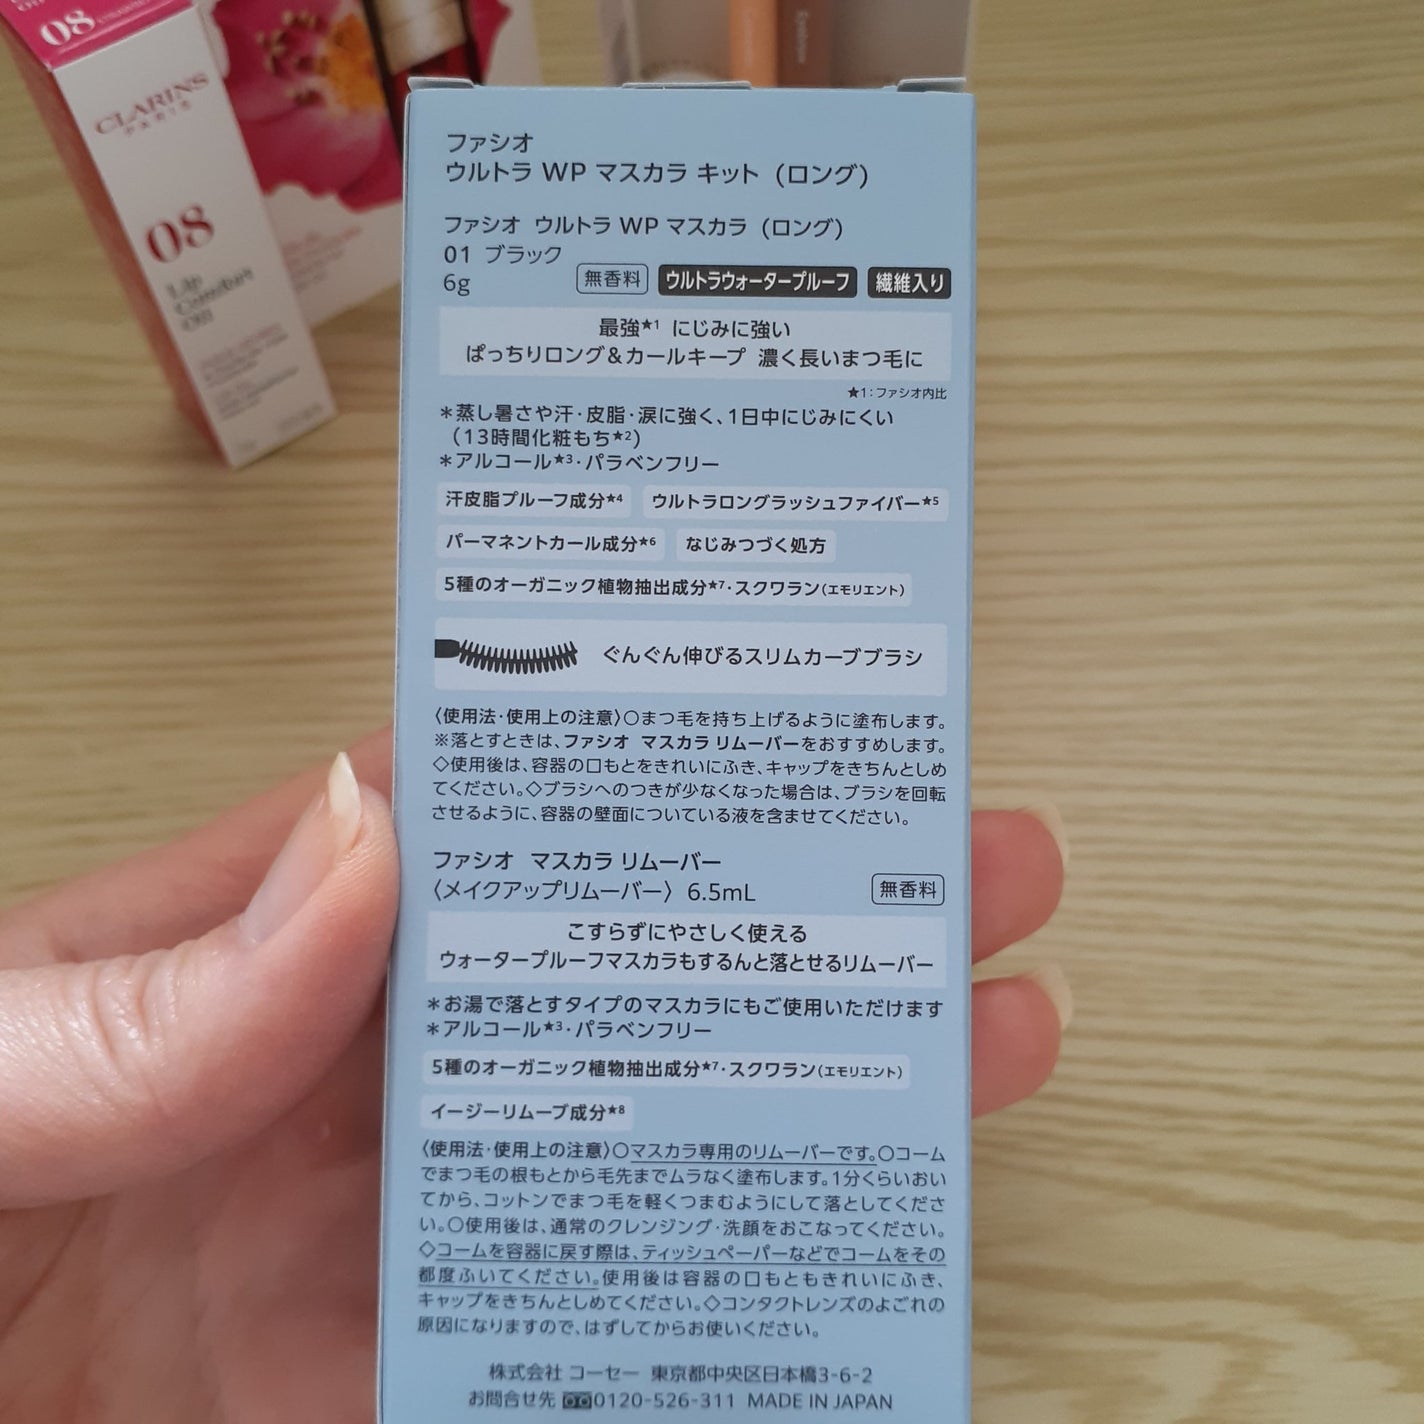 08
CLARINS
PARIS
08
Lip
Comfort
Oil
Eyebrow
ファシオ
ウルトラ WP マスカラ キット (ロング)
ファシオ ウルトラ WP マスカラ (ロング)
01 ブラック
6g 無香料 ウルトラウォータープルーフ 繊維入り
最強★1 にじみに強い
ぱっちりロング&カールキープ 濃く長いまつ毛に
★1:ファシオ内比
*蒸し暑さや汗・皮脂・涙に強く、1日中にじみにくい
(13時間化粧もち★2)
*アルコール★3・パラベンフリー
汗皮脂プルーフ成分★4 ウルトラロングラッシュファイバー★5
パーマネントカール成分★6 なじみつづく処方
5種のオーガニック植物抽出成分★7・スクワラン(エモリエント)
ぐんぐん伸びるスリムカーブブラシ
〈使用法・使用上の注意〉○まつ毛を持ち上げるように塗布します。
※落とすときは、ファシオ マスカラ リムーバーをおすすめします。
◇使用後は、容器の口もとをきれいにふき、キャップをきちんとしめ
てください。◇ブラシへのつきが少なくなった場合は、ブラシを回転
させるように、容器の壁面についている液を含ませてください。
ファシオ マスカラ リムーバー
〈メイクアップリムーバー〉 6.5mL 無香料
こすらずにやさしく使える
ウォータープルーフマスカラもするんと落とせるリムーバー
*お湯で落とすタイプのマスカラにもご使用いただけます
*アルコール★3・パラベンフリー
5種のオーガニック植物抽出成分★7・スクワラン(エモリエント)
イージーリムーブ成分★8
〈使用法・使用上の注意〉○マスカラ専用のリムーバーです。○コーム
でまつ毛の根もとから毛先までムラなく塗布します。1分くらいおい
てから、コットンでまつ毛を軽くつまむようにして落としてくださ
い。○使用後は、通常のクレンジング・洗顔をおこなってください。
◇コームを容器に戻す際は、ティッシュペーパーなどでコームをその
都度ふいてください。使用後は容器の口もともきれいにふき、
キャップをきちんとしめてください。◇コンタクトレンズのよごれの
原因になりますので、はずしてからお使いください。
株式会社 コーセー 東京都中央区日本橋3-6-2
お問合せ先 0120-526-311 MADE IN JAPAN